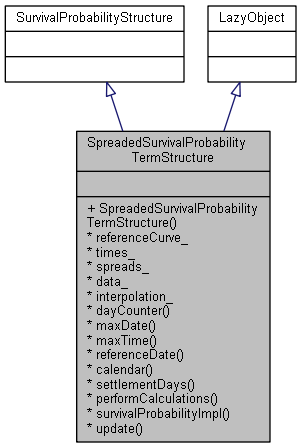 SurvivalProbabilityStructure
LazyObject
SpreadedSurvivalProbability
TermStructure
+ SpreadedSurvivalProbability
TermStructure()
* referenceCurve_
* times_
* spreads_
* data_
* interpolation_
* dayCounter()
* maxDate()
* maxTime()
* referenceDate()
* calendar()
* settlementDays()
* performCalculations()
* survivalProbabilityImpl()
* update()